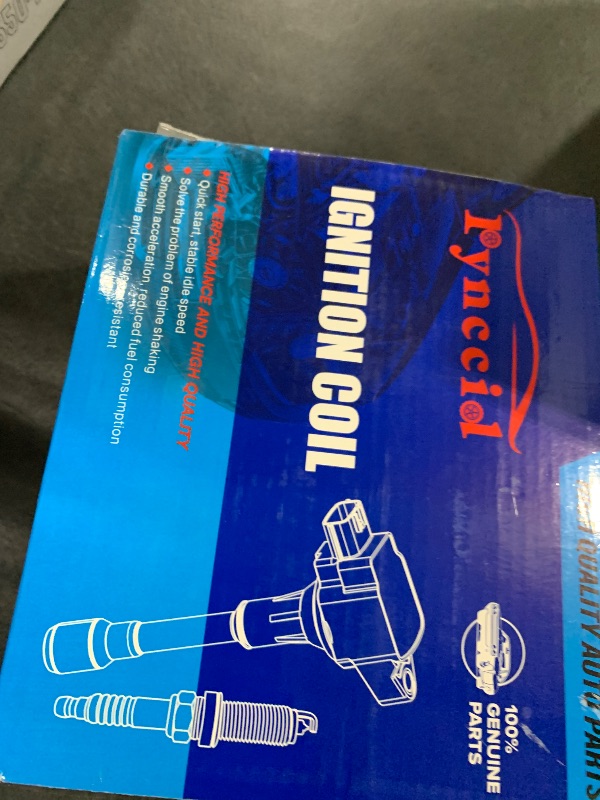 Pynccid
IGNITION COIL
HIGH PERFORMANCE AND HIGH QUALITY
Quick start, stable idle speed
Solve the problem of engine shaking
Smooth acceleration, reduced fuel consumption
Durable and corrosion resistant
100%
GENUINE
PARTS
QUALITY AUTO PARTS